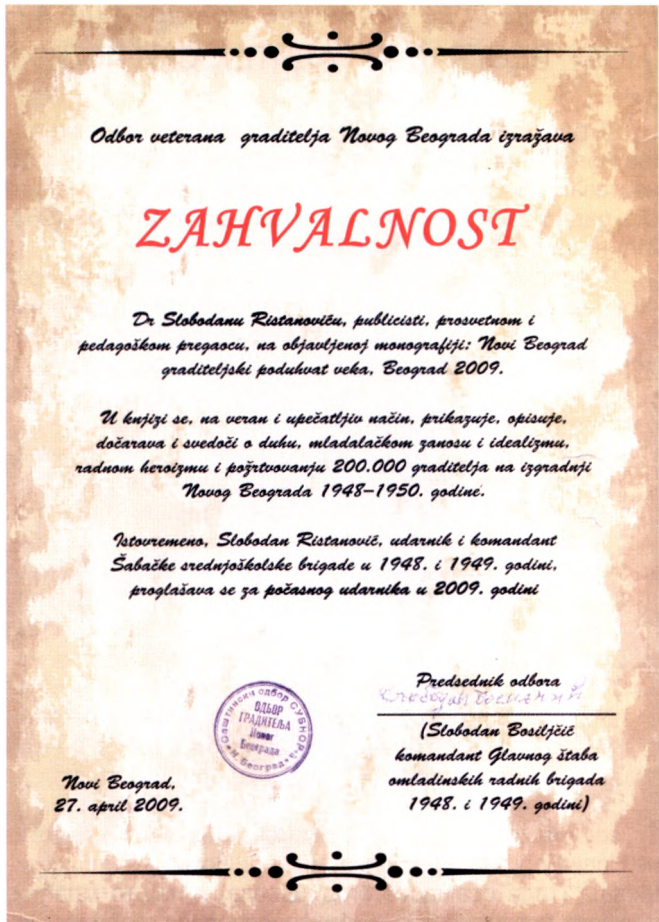 Odbor veterana graditelja Novog Beograda izražava
ZAHVALNOST
Dr Slobodanu Ristanoviću, publicisti, prosvetnom i
pedagoškom pregaocu, na objavljenoj monografiji: Novi Beograd
graditeljski poduhvat veka, Beograd 2009.
U knjizi se, na veran i upečatljiv način, prikazuje, opisuje,
dočarava i svedoči o duhu, mladalačkom zanosu i idealizmu,
radnom heroizmu i požrtvovanju 200.000 graditelja na izgradnji
Novog Beograda 1948–1950. godine.
Istovremeno, Slobodan Ristanović, udarnik i komandant
Šabačke srednjoškolske brigade u 1948. i 1949. godini,
proglašava se za počasnog udarnika u 2009. godini
Predsednik odbora
(Slobodan Bosiljčić
komandant Glavnog štaba
omladinskih radnih brigada
1948. i 1949. godini)
Општински одбор СУБНОР-а
ОДБОР
ГРАДИТЕЉА
Новог
Београда
Н. Београд
Novi Beograd,
27. april 2009.